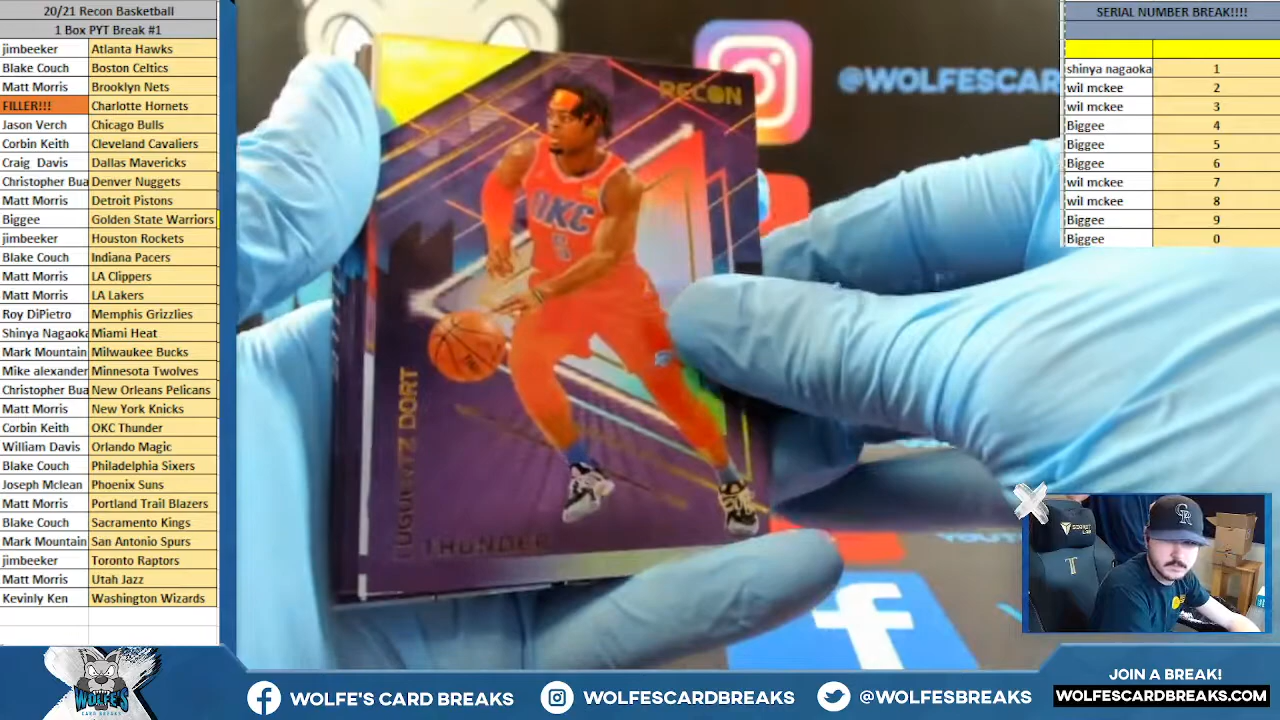 20/21 Recon Basketball
1 Box PYT Break #1
jimbeeker Atlanta Hawks
Blake Couch Boston Celtics
Matt Morris Brooklyn Nets
FILLER!!! Charlotte Hornets
Jason Verch Chicago Bulls
Corbin Keith Cleveland Cavaliers
Craig Davis Dallas Mavericks
Christopher Bua Denver Nuggets
Matt Morris Detroit Pistons
Biggee Golden State Warriors
jimbeeker Houston Rockets
Blake Couch Indiana Pacers
Matt Morris LA Clippers
Matt Morris LA Lakers
Roy DiPietro Memphis Grizzlies
Shinya Nagaoka Miami Heat
Mark Mountain Milwaukee Bucks
Mike alexander Minnesota Twolves
Christopher Bua New Orleans Pelicans
Matt Morris New York Knicks
Corbin Keith OKC Thunder
William Davis Orlando Magic
Blake Couch Philadelphia Sixers
Joseph Mclean Phoenix Suns
Matt Morris Portland Trail Blazers
Blake Couch Sacramento Kings
Mark Mountain San Antonio Spurs
jimbeeker Toronto Raptors
Matt Morris Utah Jazz
Kevinly Ken Washington Wizards
@WOLFESCAR
RECON
OKC
LUGUENTZ DORT
THUNDER
SERIAL NUMBER BREAK!!!!
shinya nagaoka 1
wil mckee 2
wil mckee 3
Biggee 4
Biggee 5
Biggee 6
wil mckee 7
wil mckee 8
Biggee 9
Biggee 0
WOLFE'S
CARD BREAKS
WOLFE'S CARD BREAKS
WOLFESCARDBREAKS
@WOLFESBREAKS
JOIN A BREAK!
WOLFESCARDBREAKS.COM